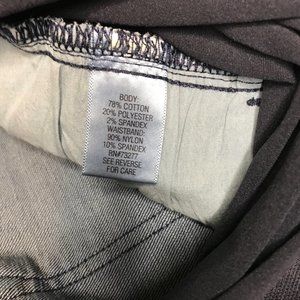 BODY:
78% COTTON
20% POLYESTER
2% SPANDEX
WAISTBAND:
90% NYLON
10% SPANDEX
RN#73277
SEE REVERSE
FOR CARE